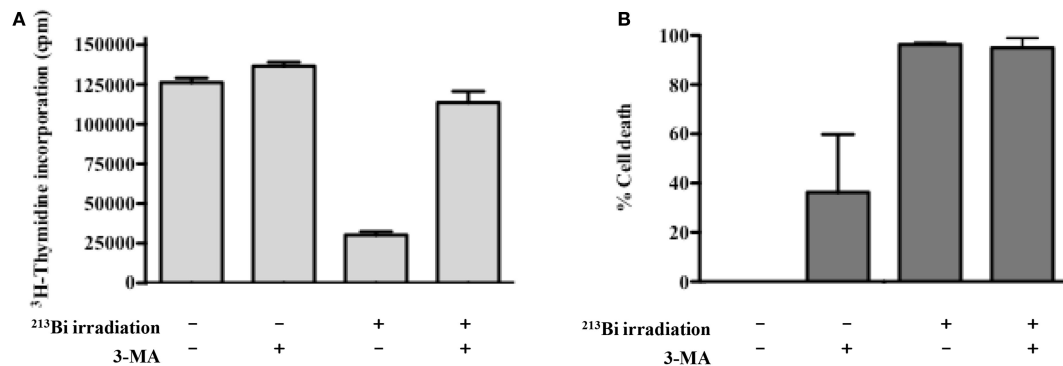 A
³H-Thymidine incorporation (cpm)
150000
125000
100000
75000
50000
25000
0
²¹³Bi irradiation − − + +
3-MA − + − +
B
% Cell death
100
80
60
40
20
0
²¹³Bi irradiation − − + +
3-MA − + − +